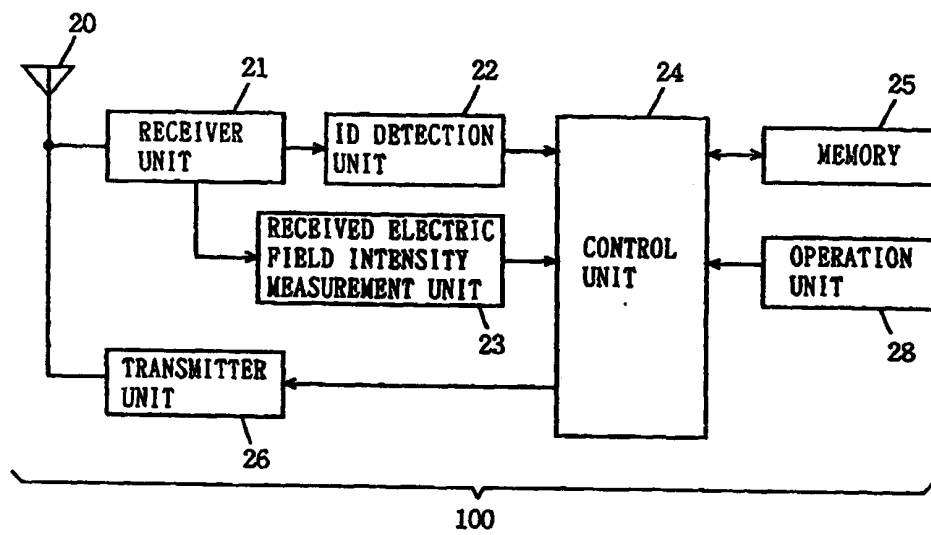 20
21
RECEIVER
UNIT
22
ID DETECTION
UNIT
24
CONTROL
UNIT
25
MEMORY
RECEIVED ELECTRIC
FIELD INTENSITY
MEASUREMENT UNIT
23
OPERATION
UNIT
28
TRANSMITTER
UNIT
26
100